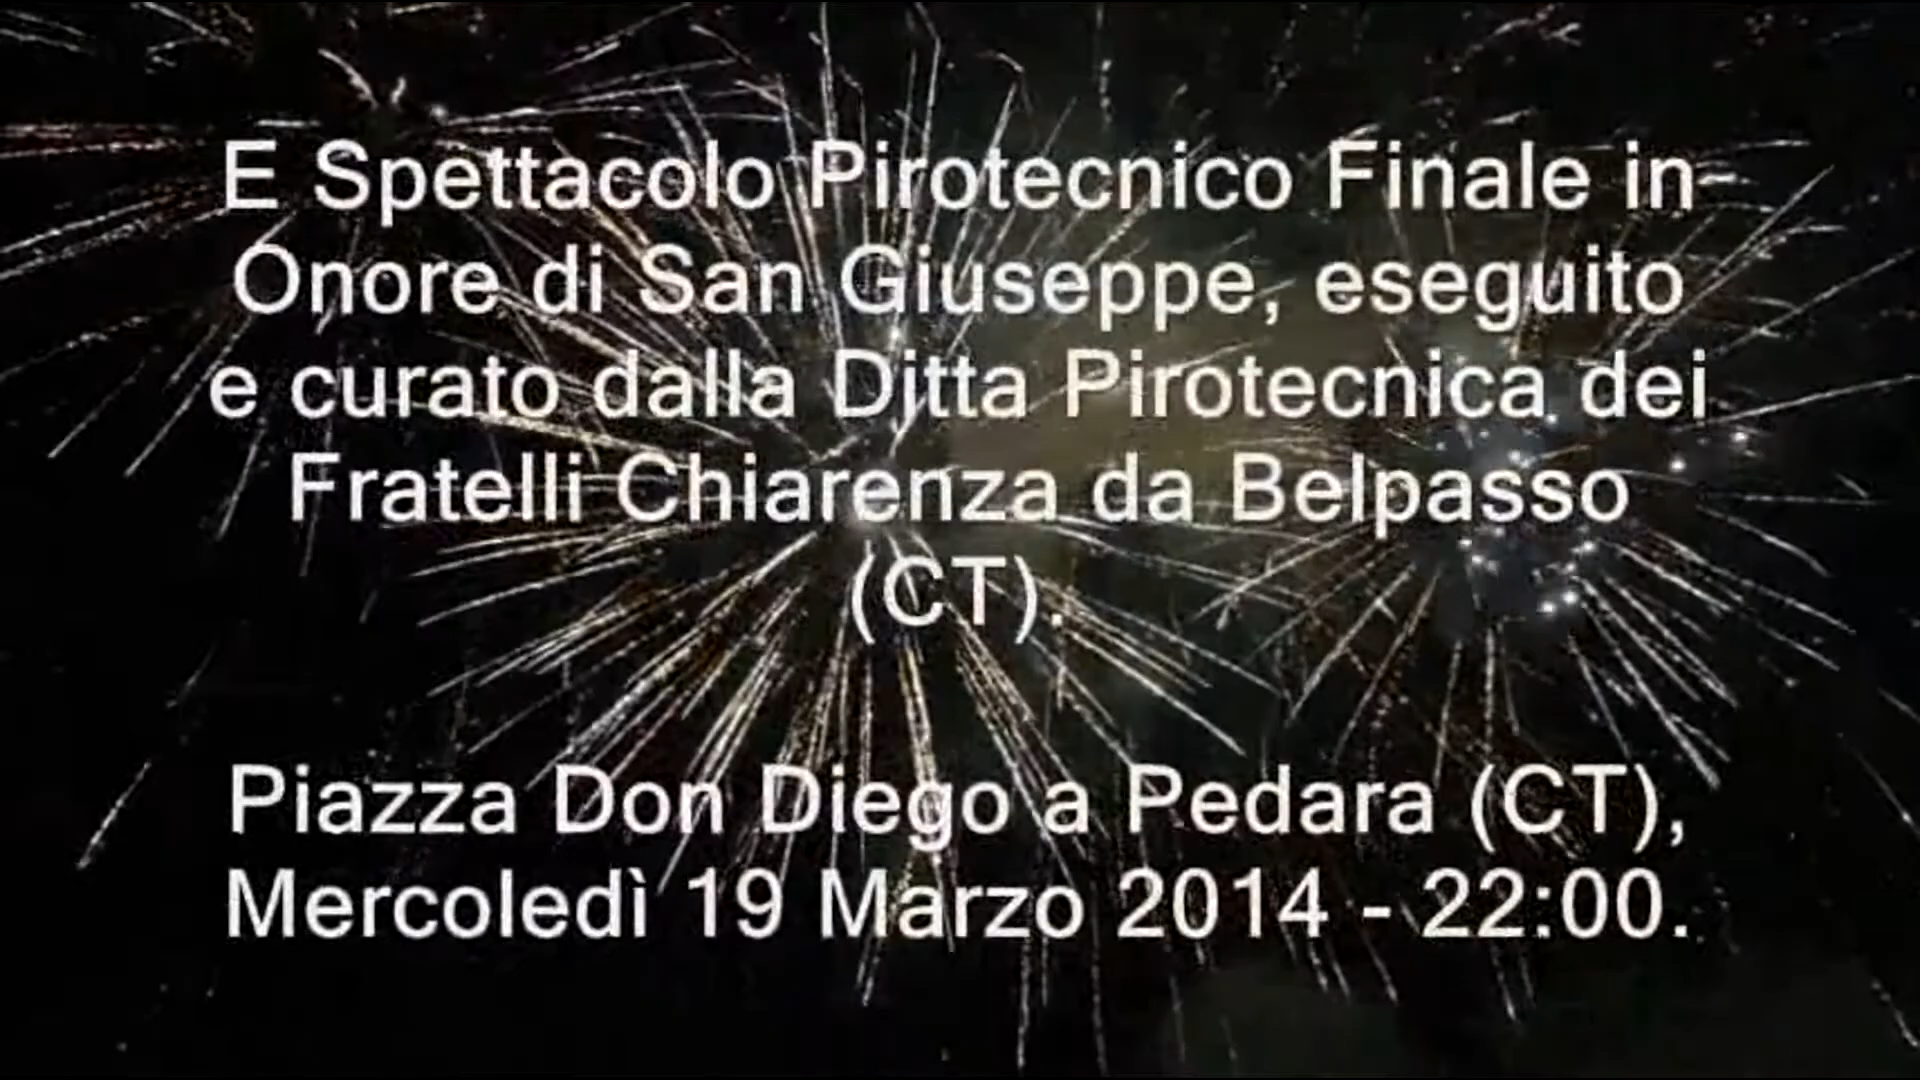 E Spettacolo Pirotecnico Finale in
Onore di San Giuseppe, eseguito
e curato dalla Ditta Pirotecnica dei
Fratelli Chiarenza da Belpasso
(CT).
Piazza Don Diego a Pedara (CT),
Mercoledì 19 Marzo 2014 - 22:00.